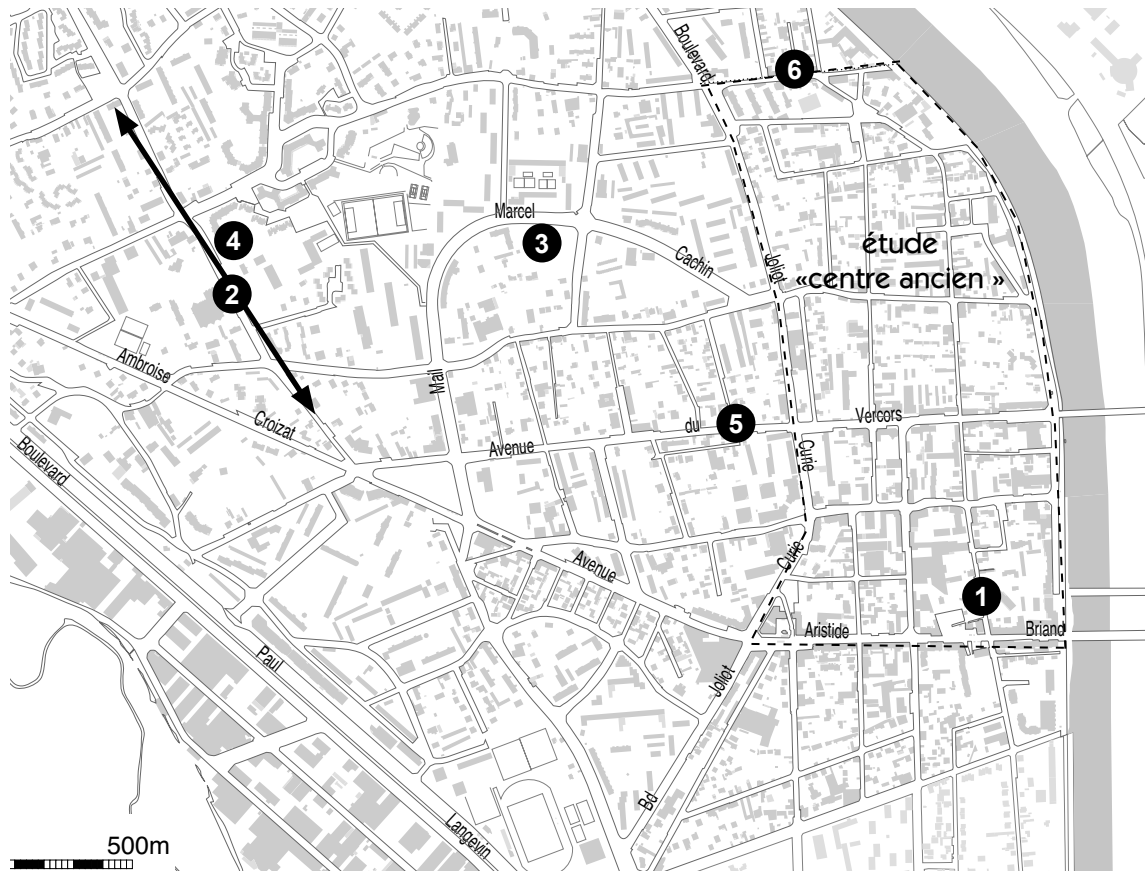 Boulevard
6
Marcel
4
3
étude
Cachin
Joliot
«centre ancien »
2
Ambroise
Mail
Vercors
Croizat
du
5
Avenue
Boulevard
Curie
Avenue
Curie
1
Aristide
Briand
Paul
Joliot
Bd
Langevin
500m